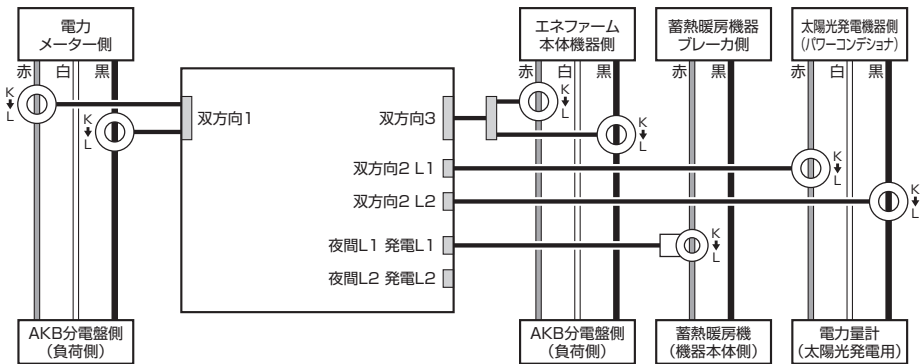 電力
メーター側
エネファーム
本体機器側
蓄熱暖房機器
ブレーカ側
太陽光発電機器側
(パワーコンデショナ)
赤 白 黒
赤 白 黒
赤 黒
赤 白 黒
K
L
K
L
双方向1
双方向3
双方向2 L1
双方向2 L2
夜間L1 発電L1
夜間L2 発電L2
K
L
K
L
K
L
K
L
K
L
AKB分電盤側
(負荷側)
AKB分電盤側
(負荷側)
蓄熱暖房機
(機器本体側)
電力量計
(太陽光発電用)